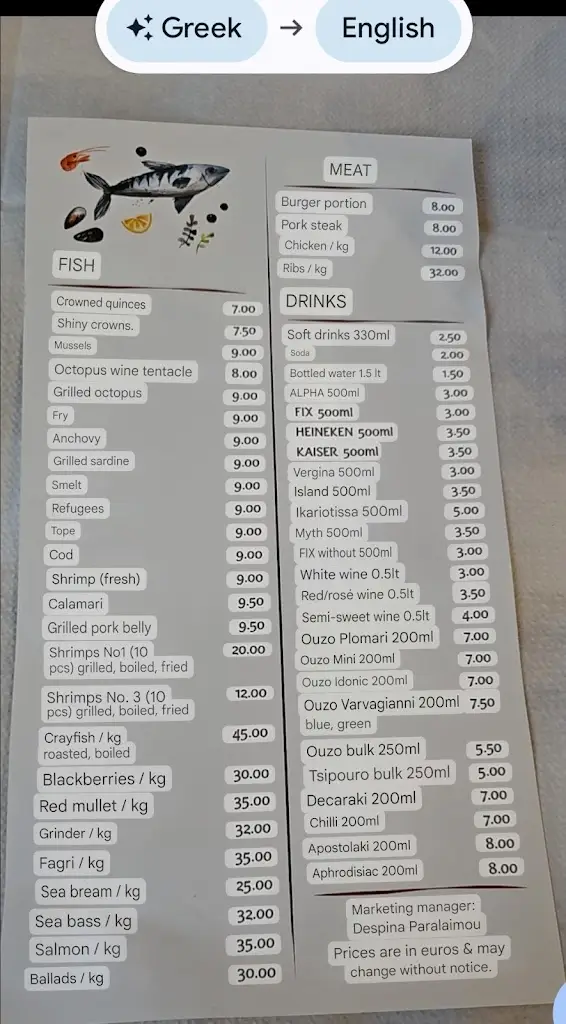 Greek → English
FISH
Crowned quinces 7.00
Shiny crowns. 7.50
Mussels 9.00
Octopus wine tentacle 8.00
Grilled octopus 9.00
Fry 9.00
Anchovy 9.00
Grilled sardine 9.00
Smelt 9.00
Refugees 9.00
Tope 9.00
Cod 9.00
Shrimp (fresh) 9.00
Calamari 9.50
Grilled pork belly 9.50
Shrimps No1 (10 20.00
pcs) grilled, boiled, fried
Shrimps No. 3 (10 12.00
pcs) grilled, boiled, fried
Crayfish / kg 45.00
roasted, boiled
Blackberries / kg 30.00
Red mullet / kg 35.00
Grinder / kg 32.00
Fagri / kg 35.00
Sea bream / kg 25.00
Sea bass / kg 32.00
Salmon / kg 35.00
Ballads / kg 30.00
MEAT
Burger portion 8.00
Pork steak 8.00
Chicken / kg 12.00
Ribs / kg 32.00
DRINKS
Soft drinks 330ml 2.50
Soda 2.00
Bottled water 1.5 lt 1.50
ALPHA 500ml 3.00
FIX 500ml 3.00
HEINEKEN 500ml 3.50
KAISER 500ml 3.50
Vergina 500ml 3.00
Island 500ml 3.50
Ikariotissa 500ml 5.00
Myth 500ml 3.50
FIX without 500ml 3.00
White wine 0.5lt 3.00
Red/rosé wine 0.5lt 3.50
Semi-sweet wine 0.5lt 4.00
Ouzo Plomari 200ml 7.00
Ouzo Mini 200ml 7.00
Ouzo Idonic 200ml 7.00
Ouzo Varvagianni 200ml 7.50
blue, green
Ouzo bulk 250ml 5.50
Tsipouro bulk 250ml 5.00
Decaraki 200ml 7.00
Chilli 200ml 7.00
Apostolaki 200ml 8.00
Aphrodisiac 200ml 8.00
Marketing manager:
Despina Paralaimou
Prices are in euros & may
change without notice.